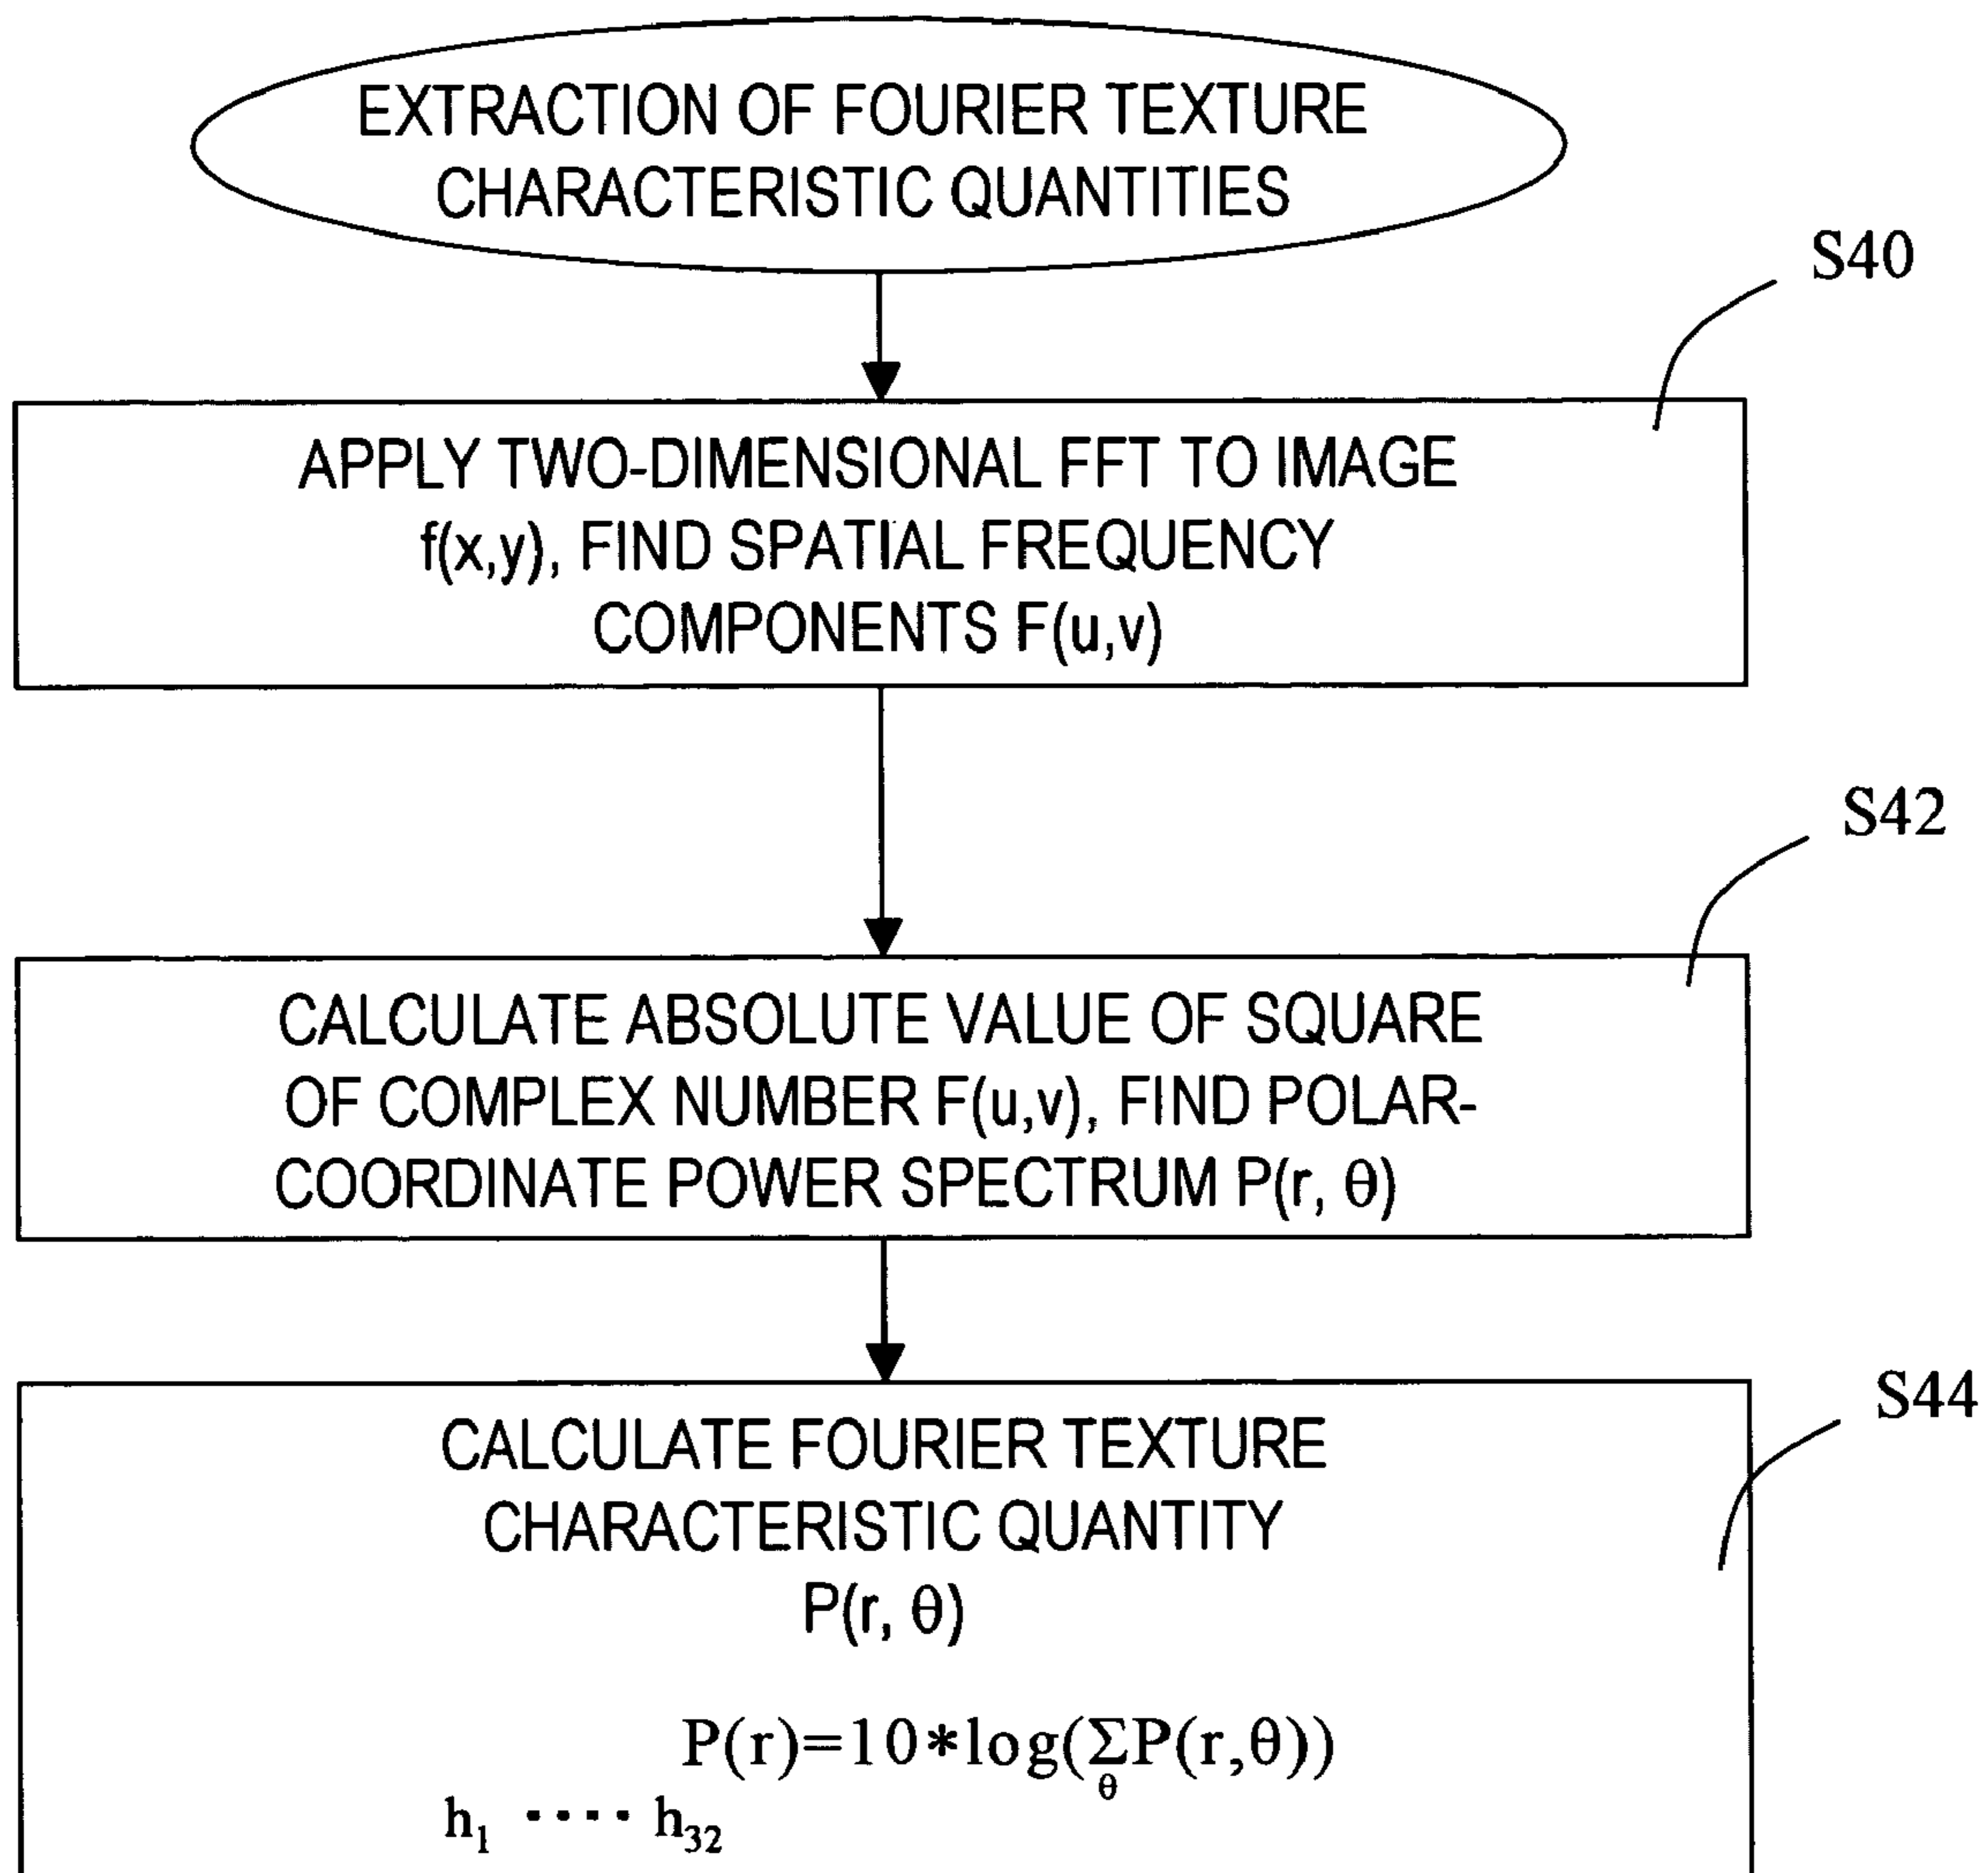 EXTRACTION OF FOURIER TEXTURE
CHARACTERISTIC QUANTITIES
S40
APPLY TWO-DIMENSIONAL FFT TO IMAGE
f(x,y), FIND SPATIAL FREQUENCY
COMPONENTS F(u,v)
S42
CALCULATE ABSOLUTE VALUE OF SQUARE
OF COMPLEX NUMBER F(u,v), FIND POLAR-
COORDINATE POWER SPECTRUM P(r, θ)
S44
CALCULATE FOURIER TEXTURE
CHARACTERISTIC QUANTITY
P(r, θ)
P(r)=10*log(Σ_θ P(r,θ))
h₁ ···· h₃₂